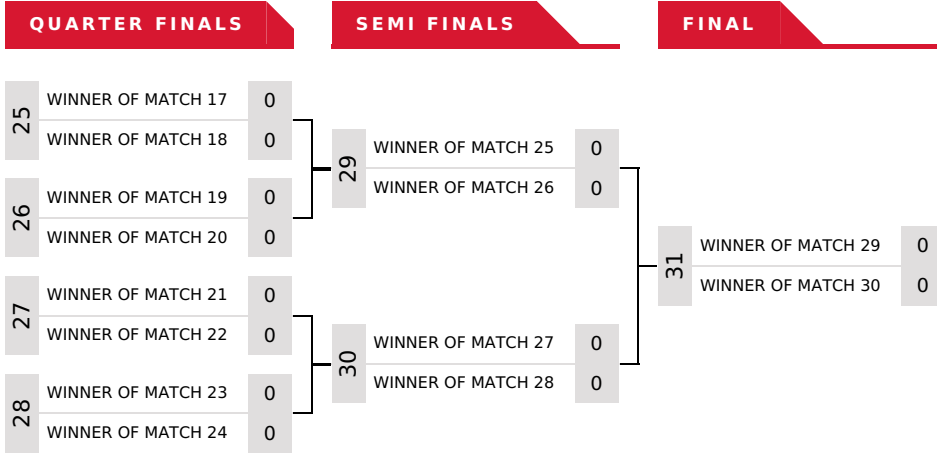 QUARTER FINALS
SEMI FINALS
FINAL
25
WINNER OF MATCH 17 0
WINNER OF MATCH 18 0
26
WINNER OF MATCH 19 0
WINNER OF MATCH 20 0
27
WINNER OF MATCH 21 0
WINNER OF MATCH 22 0
28
WINNER OF MATCH 23 0
WINNER OF MATCH 24 0
29
WINNER OF MATCH 25 0
WINNER OF MATCH 26 0
30
WINNER OF MATCH 27 0
WINNER OF MATCH 28 0
31
WINNER OF MATCH 29 0
WINNER OF MATCH 30 0